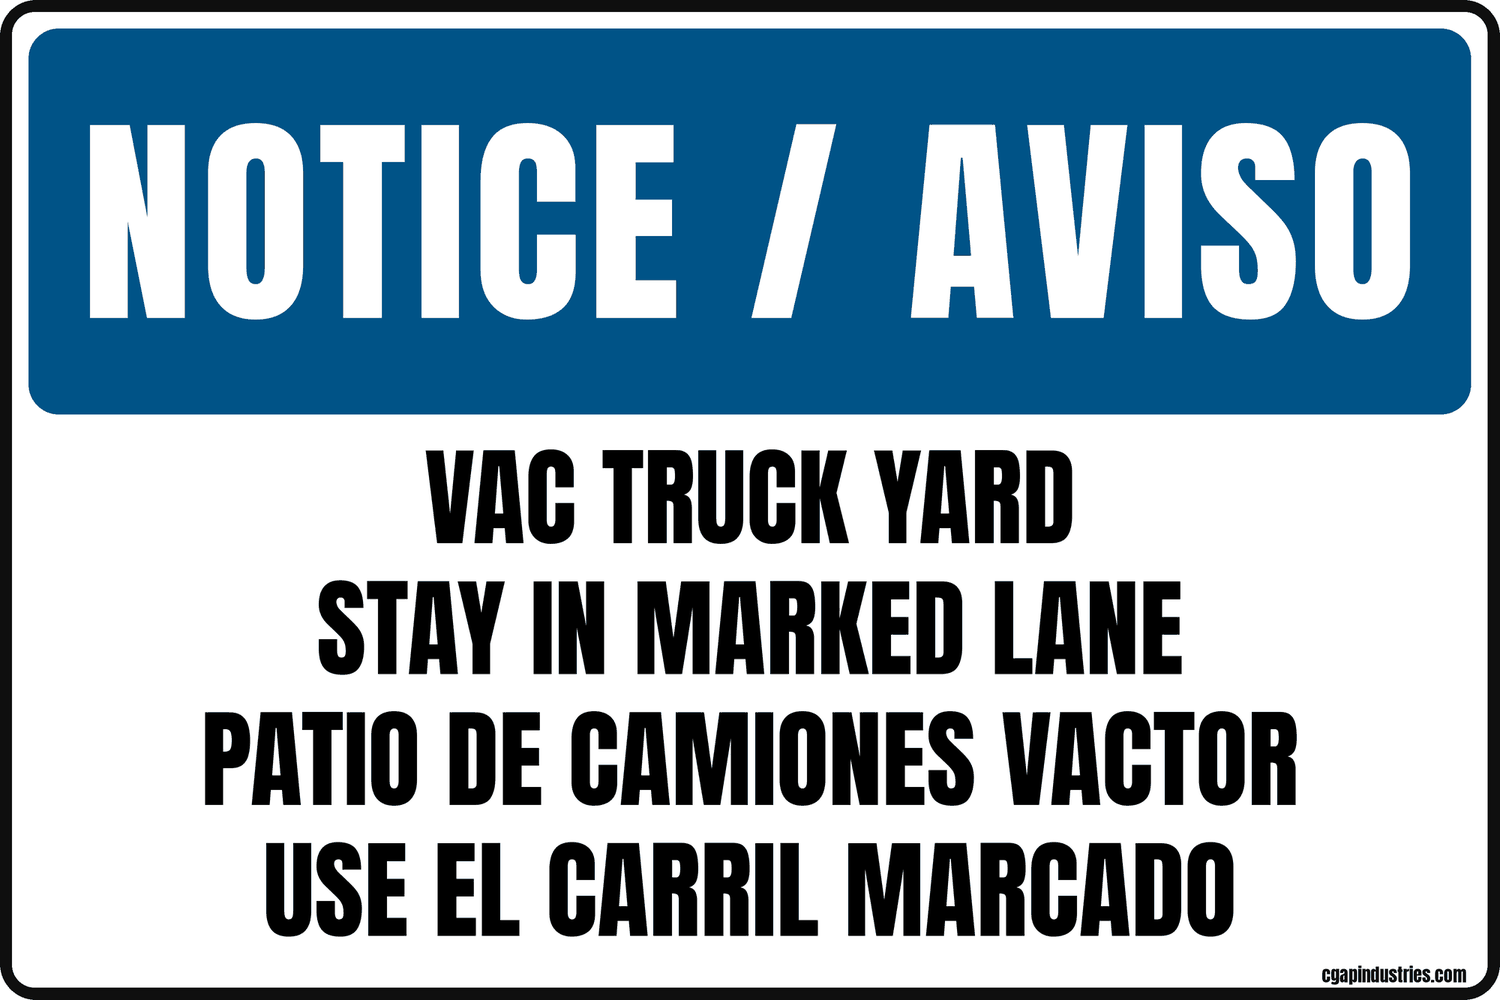 NOTICE / AVISO
VAC TRUCK YARD
STAY IN MARKED LANE
PATIO DE CAMIONES VACTOR
USE EL CARRIL MARCADO
cgapindustries.com